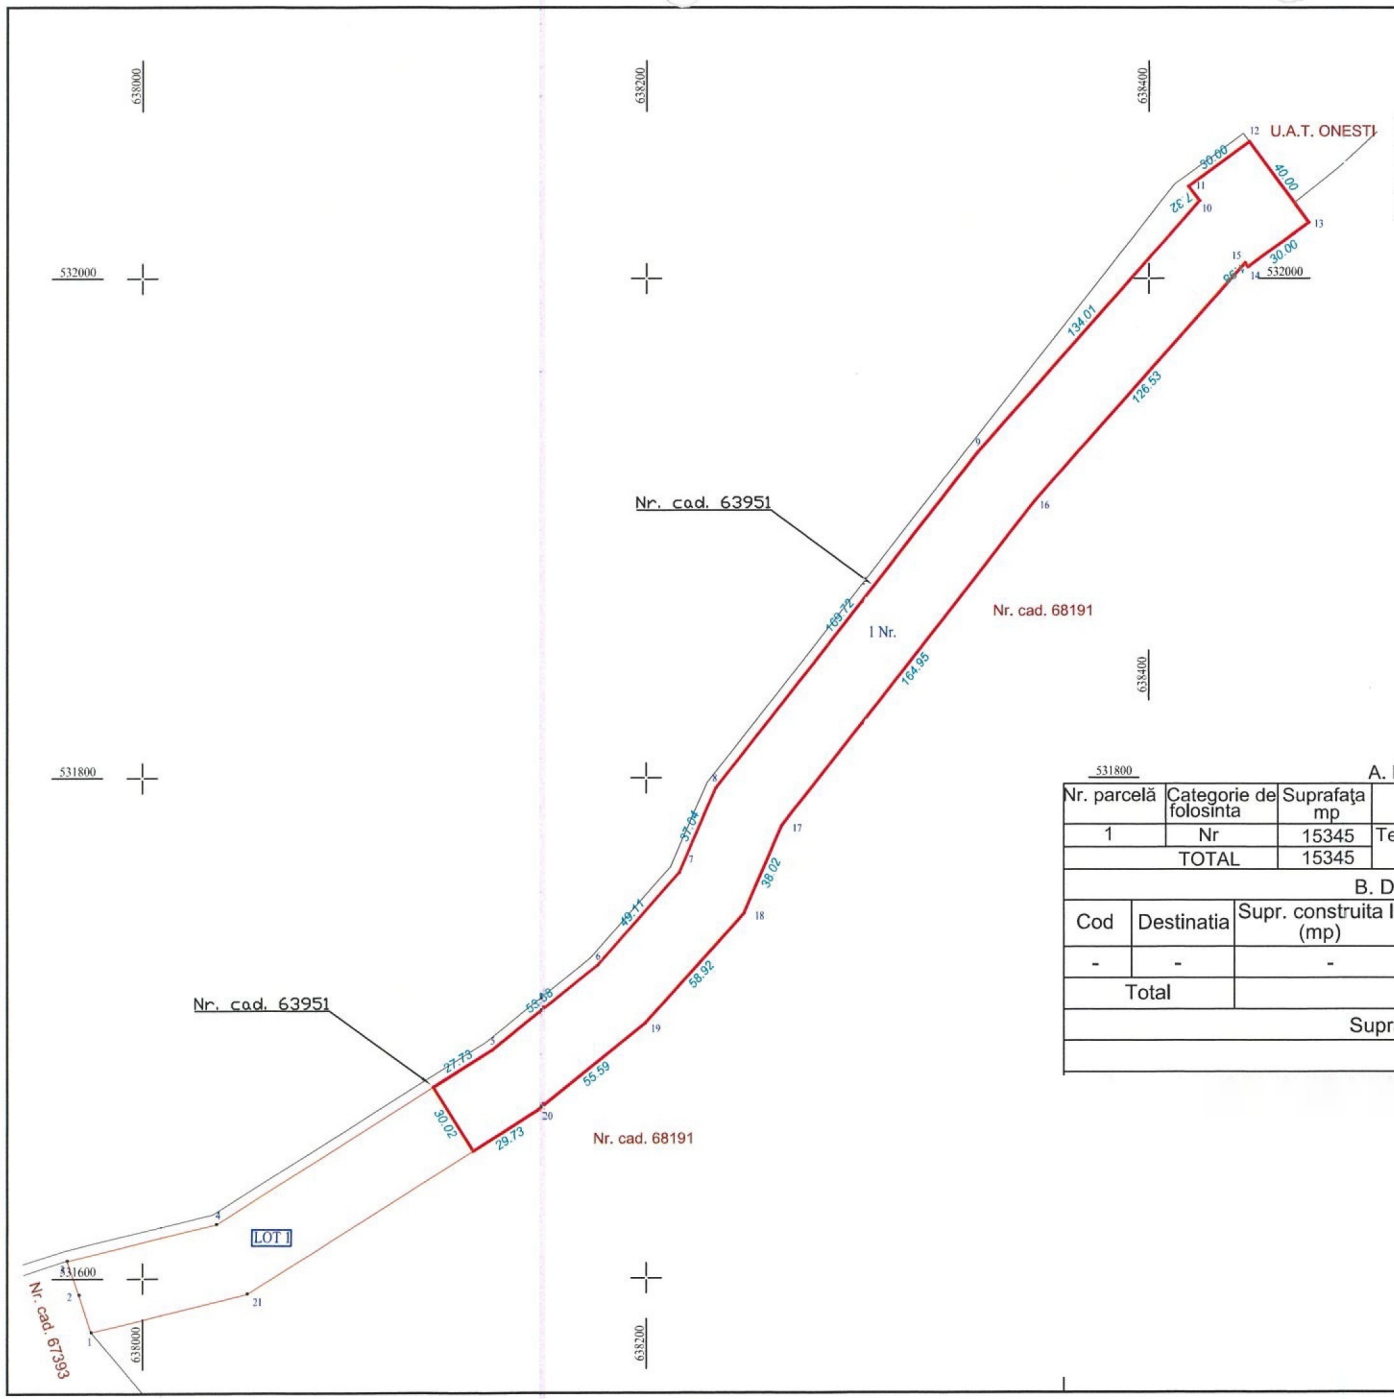 638000
638200
638400
12
U.A.T. ONESTI
30.00
40.00
11
7.32
10
13
15
30.00
532000
14
532000
134.01
126.53
9
Nr. cad. 63951
16
169.72
Nr. cad. 68191
1 Nr.
164.95
638400
531800
8
531800
A.
Nr. parcelă
Categorie de folosinta
Suprafaţa mp
37.04
17
1
Nr
15345
Te
TOTAL
15345
7
38.02
B. D
49.11
18
Cod
Destinatia
Supr. construita l
(mp)
6
58.92
-
-
-
53.68
Total
Nr. cad. 63951
19
Supr
5
27.73
55.59
30.02
20
29.73
Nr. cad. 68191
4
LOT 1
531600
2
21
Nr. cad. 67393
1
638000
638200